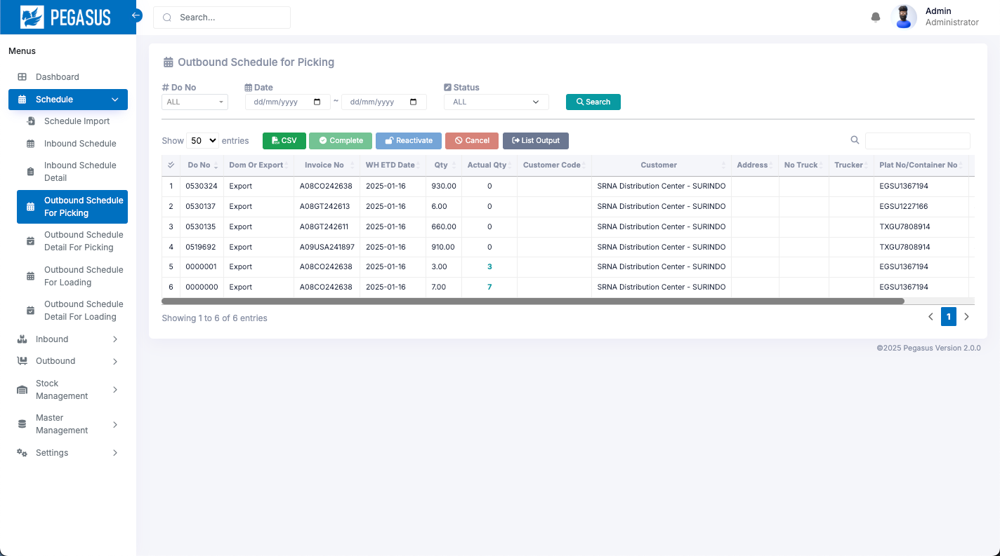 PEGASUS
Search...
Admin
Administrator
Menus
Dashboard
Schedule
Schedule Import
Inbound Schedule
Inbound Schedule
Detail
Outbound Schedule
For Picking
Outbound Schedule
Detail For Picking
Outbound Schedule
For Loading
Outbound Schedule
Detail For Loading
Inbound
Outbound
Stock
Management
Master
Management
Settings
Outbound Schedule for Picking
# Do No Date Status
ALL dd/mm/yyyy ~ dd/mm/yyyy ALL Search
Show 50 entries CSV Complete Reactivate Cancel List Output
Do No Dom Or Export Invoice No WH ETD Date Qty Actual Qty Customer Code Customer Address No Truck Trucker Plat No/Container No
1 0530324 Export A08CO242638 2025-01-16 930.00 0 SRNA Distribution Center - SURINDO EGSU1367194
2 0530137 Export A08GT242613 2025-01-16 6.00 0 SRNA Distribution Center - SURINDO EGSU1227166
3 0530135 Export A08GT242611 2025-01-16 660.00 0 SRNA Distribution Center - SURINDO TXGU7808914
4 0519692 Export A09USA241897 2025-01-16 910.00 0 SRNA Distribution Center - SURINDO TXGU7808914
5 0000001 Export A08CO242638 2025-01-16 3.00 3 SRNA Distribution Center - SURINDO EGSU1367194
6 0000000 Export A08CO242638 2025-01-16 7.00 7 SRNA Distribution Center - SURINDO EGSU1367194
Showing 1 to 6 of 6 entries 1
©2025 Pegasus Version 2.0.0